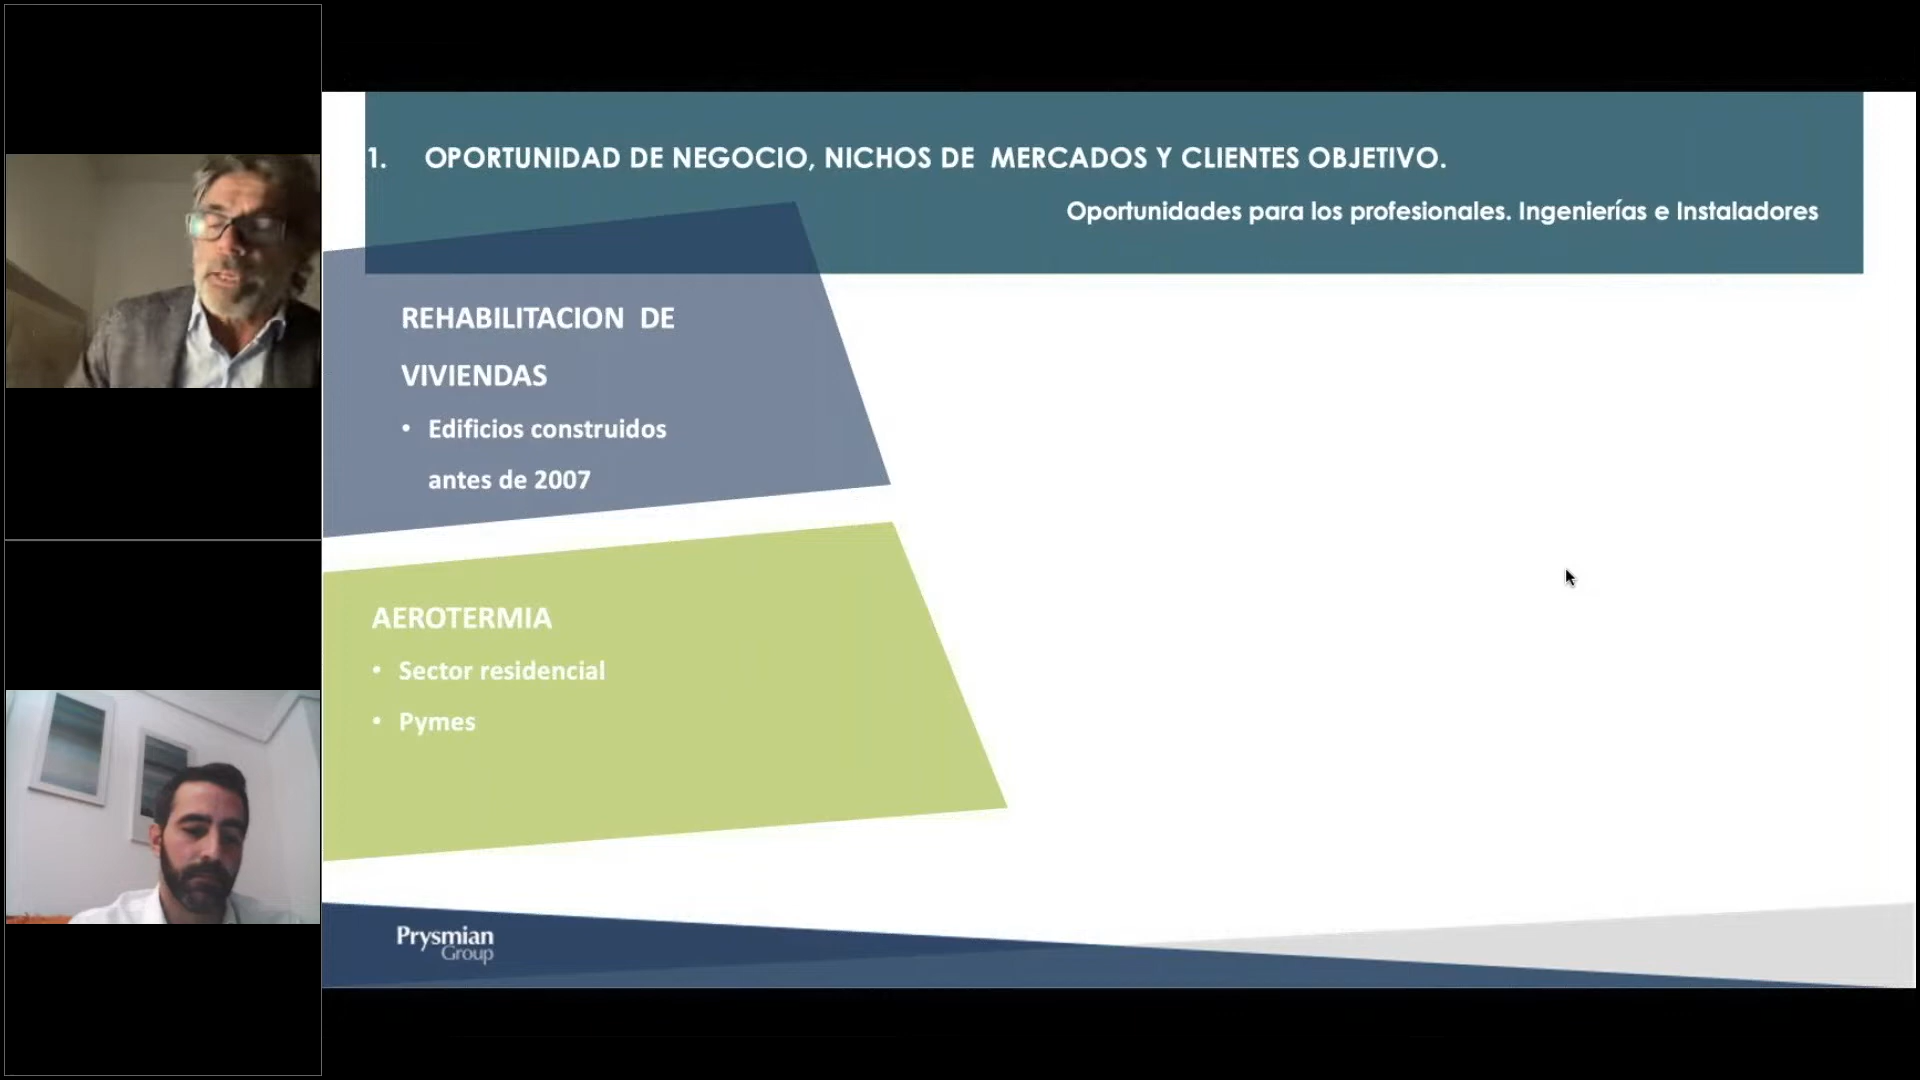 1. OPORTUNIDAD DE NEGOCIO, NICHOS DE MERCADOS Y CLIENTES OBJETIVO.
Oportunidades para los profesionales. Ingenierías e Instaladores
REHABILITACION DE
VIVIENDAS
• Edificios construidos
antes de 2007
AEROTERMIA
• Sector residencial
• Pymes
Prysmian
Group